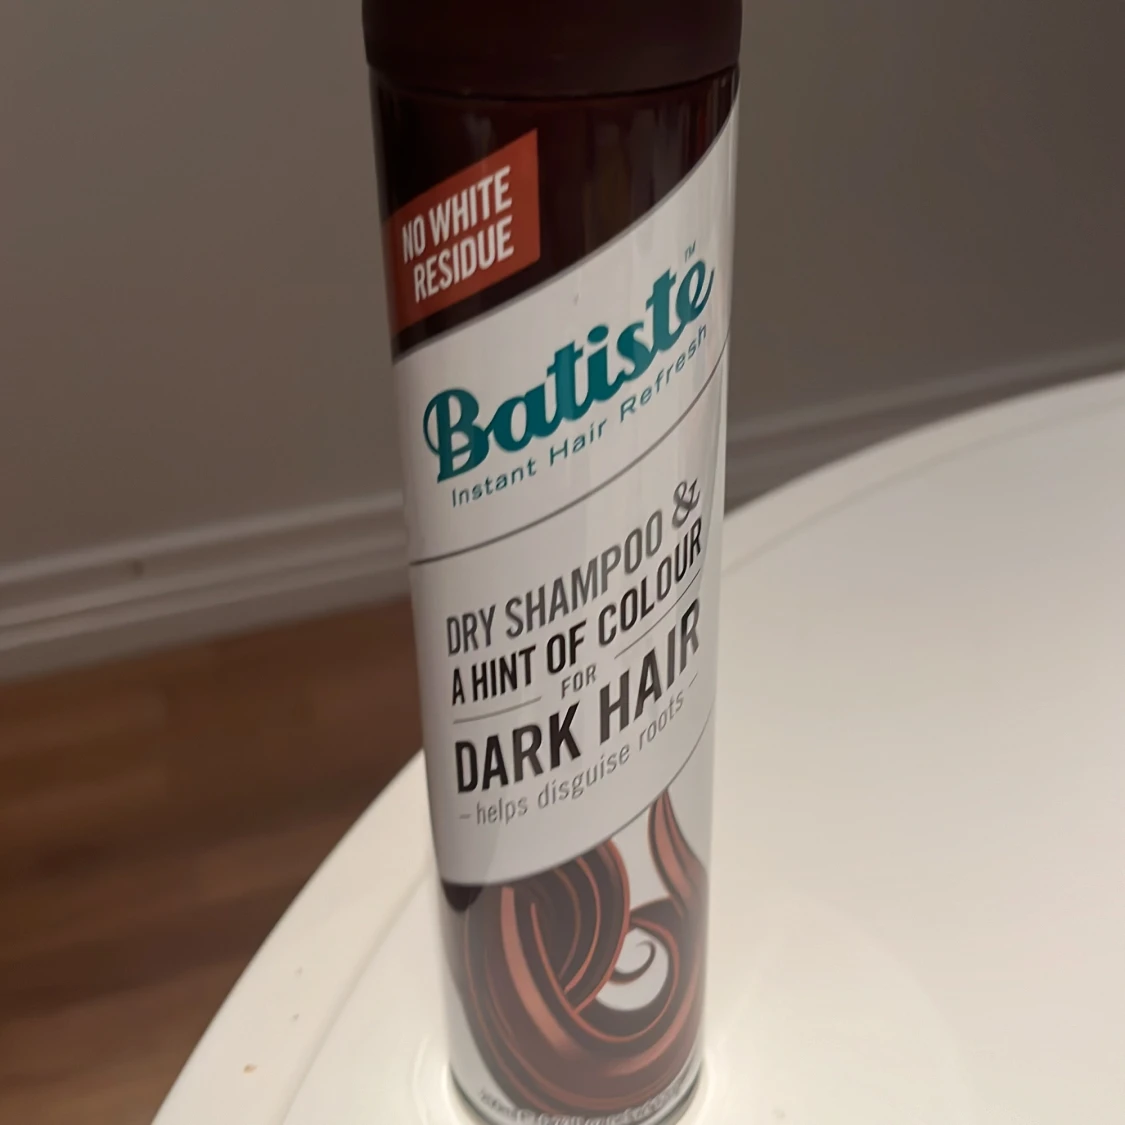 NO WHITE
RESIDUE
Batiste™
Instant Hair Refresh
DRY SHAMPOO &
A HINT OF COLOUR
FOR
DARK HAIR
– helps disguise roots –